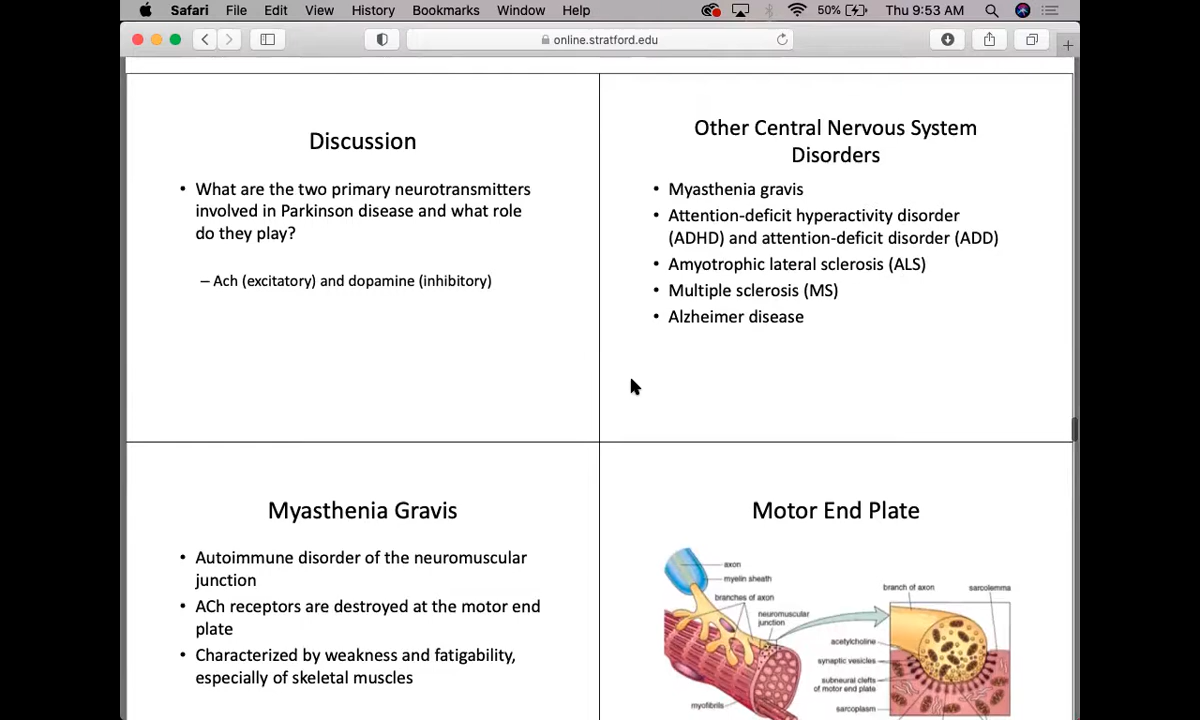 Safari File Edit View History Bookmarks Window Help 50% Thu 9:53 AM
online.stratford.edu
Discussion
• What are the two primary neurotransmitters
involved in Parkinson disease and what role
do they play?
– Ach (excitatory) and dopamine (inhibitory)
Other Central Nervous System
Disorders
• Myasthenia gravis
• Attention-deficit hyperactivity disorder
(ADHD) and attention-deficit disorder (ADD)
• Amyotrophic lateral sclerosis (ALS)
• Multiple sclerosis (MS)
• Alzheimer disease
Myasthenia Gravis
• Autoimmune disorder of the neuromuscular
junction
• ACh receptors are destroyed at the motor end
plate
• Characterized by weakness and fatigability,
especially of skeletal muscles
Motor End Plate
axon
myelin sheath
branches of axon
neuromuscular
junction
myofibrils
branch of axon
sarcolemma
acetylcholine
synaptic vesicles
subneural clefts
of motor end plate
sarcoplasm